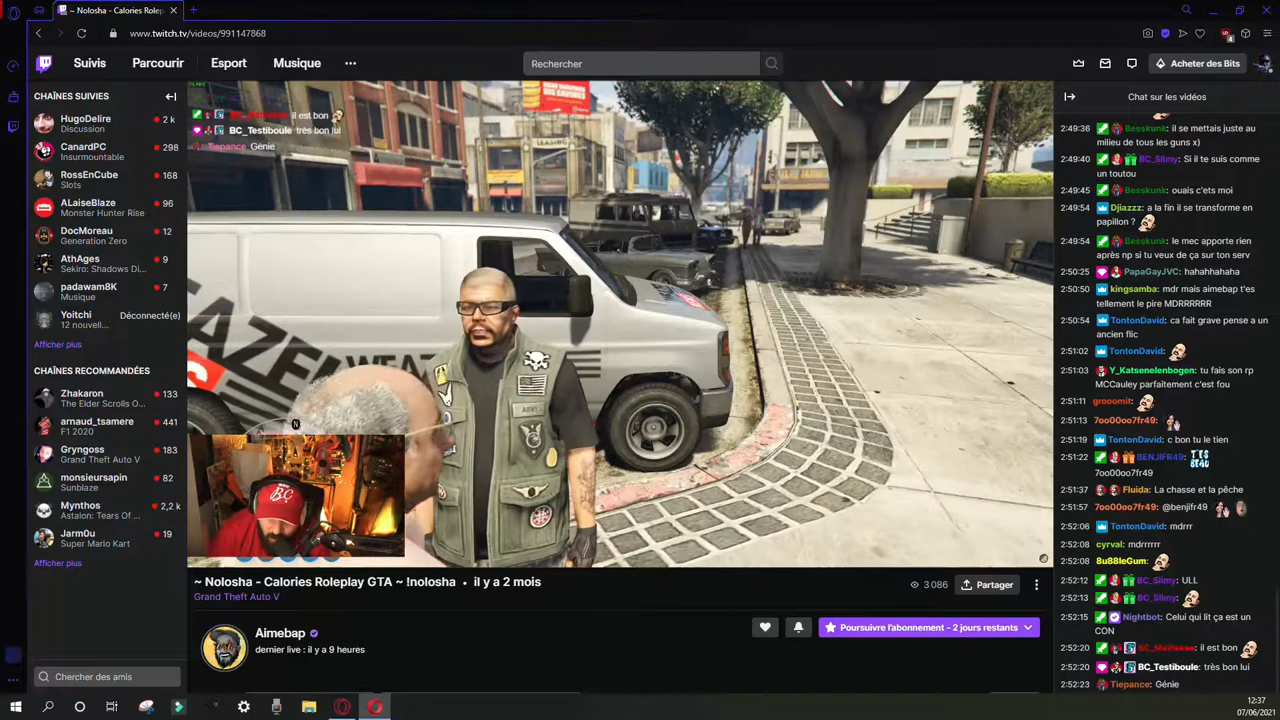 ~ Nolosha - Calories Rolep
www.twitch.tv/videos/991147868
Suivis
Parcourir
Esport
Musique
Rechercher
Acheter des Bits
CHAÎNES SUIVIES
HugoDelire
Discussion
2 k
CanardPC
Insurmountable
298
RossEnCube
Slots
168
ALaiseBlaze
Monster Hunter Rise
96
DocMoreau
Generation Zero
12
AthAges
Sekiro: Shadows Di...
9
padawam8K
Musique
7
Yoitchi
12 nouvell...
Déconnecté(e)
Afficher plus
CHAÎNES RECOMMANDÉES
Zhakaron
The Elder Scrolls O...
133
arnaud_tsamere
F1 2020
441
Gryngoss
Grand Theft Auto V
183
monsieursapin
Sunblaze
82
Mynthos
Astalon: Tears Of ...
2,2 k
Jarm0u
Super Mario Kart
19
Afficher plus
Chercher des amis
il est bon
BC_Testiboule très bon lui
Tiepance Génie
LEASING
WEAZEL
B.C.
~ Nolosha - Calories Roleplay GTA ~ !nolosha • il y a 2 mois
Grand Theft Auto V
3 086
Partager
Aimebap
dernier live : il y a 9 heures
Poursuivre l'abonnement – 2 jours restants
Chat sur les vidéos
2:49:36 Besskunk: il se mettais juste au
milieu de tous les guns x)
2:49:40 BC_Slimy: Si il te suis comme
un toutou
2:49:45 Besskunk: ouais c'ets moi
2:49:54 Djiazzz: a la fin il se transforme en
papillon ?
2:49:54 Besskunk: le mec apporte rien
après np si tu veux de ça sur ton serv
2:50:25 PapaGayJVC: hahahhahaha
2:50:50 kingsamba: mdr mais aimebap t'es
tellement le pire MDRRRRRR
2:50:54 TontonDavid: ca fait grave pense a un
ancien flic
2:51:02 TontonDavid:
2:51:03 Y_Katsenelenbogen: tu fais son rp
MCCauley parfaitement c'est fou
2:51:11
grooomit:
2:51:13
7oo00oo7fr49:
2:51:19 TontonDavid: c bon tu le tien
2:51:22 BENJIFR49:
7oo00oo7fr49
2:51:37 Fluida: La chasse et la pêche
2:51:57 7oo00oo7fr49: @benjifr49
2:52:06 TontonDavid: mdrrr
2:52:08
cyrval: mdrrrrrr
2:52:08
8u88leGum:
2:52:12 BC_Slimy: ULL
2:52:13 BC_Slimy:
2:52:15 Nightbot: Celui qui lit ça est un
CON
2:52:20 il est bon
2:52:20 BC_Testiboule: très bon lui
2:52:23 Tiepance: Génie
12:37
07/06/2021